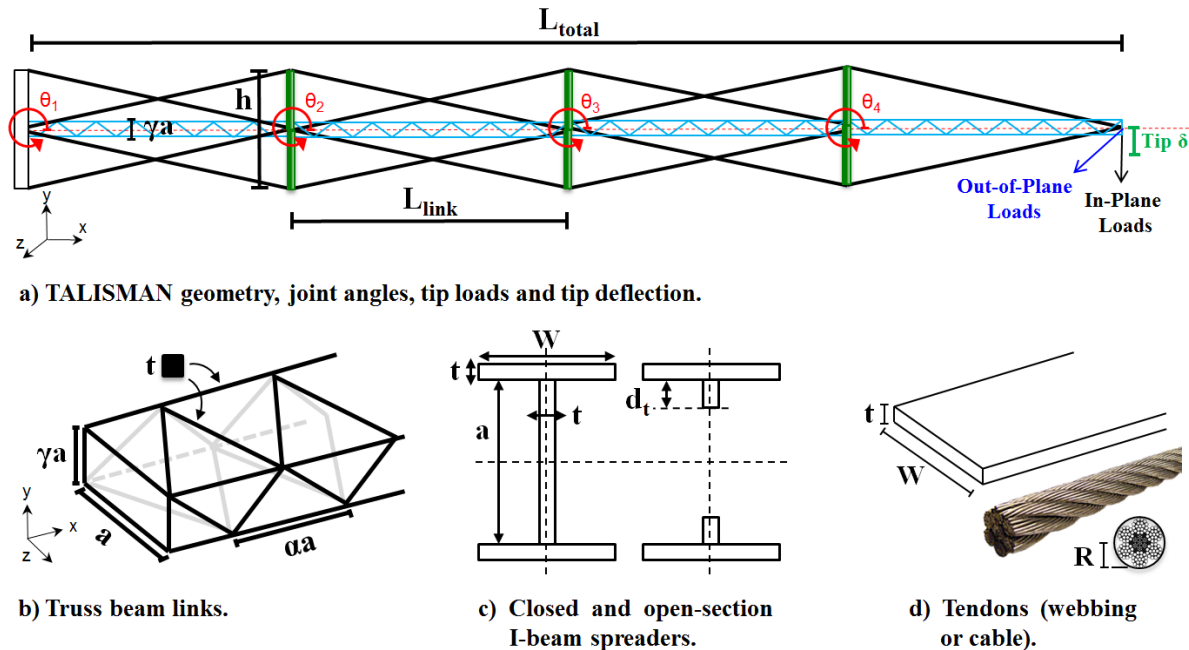 L_total
θ₁
h
γa
θ₂
θ₃
θ₄
Tip δ
L_link
Out-of-Plane
Loads
In-Plane
Loads
y
x
z
a) TALISMAN geometry, joint angles, tip loads and tip deflection.
t
γa
a
αa
y
x
z
b) Truss beam links.
W
t
a
t
d_t
c) Closed and open-section
I-beam spreaders.
t
W
R
d) Tendons (webbing
or cable).